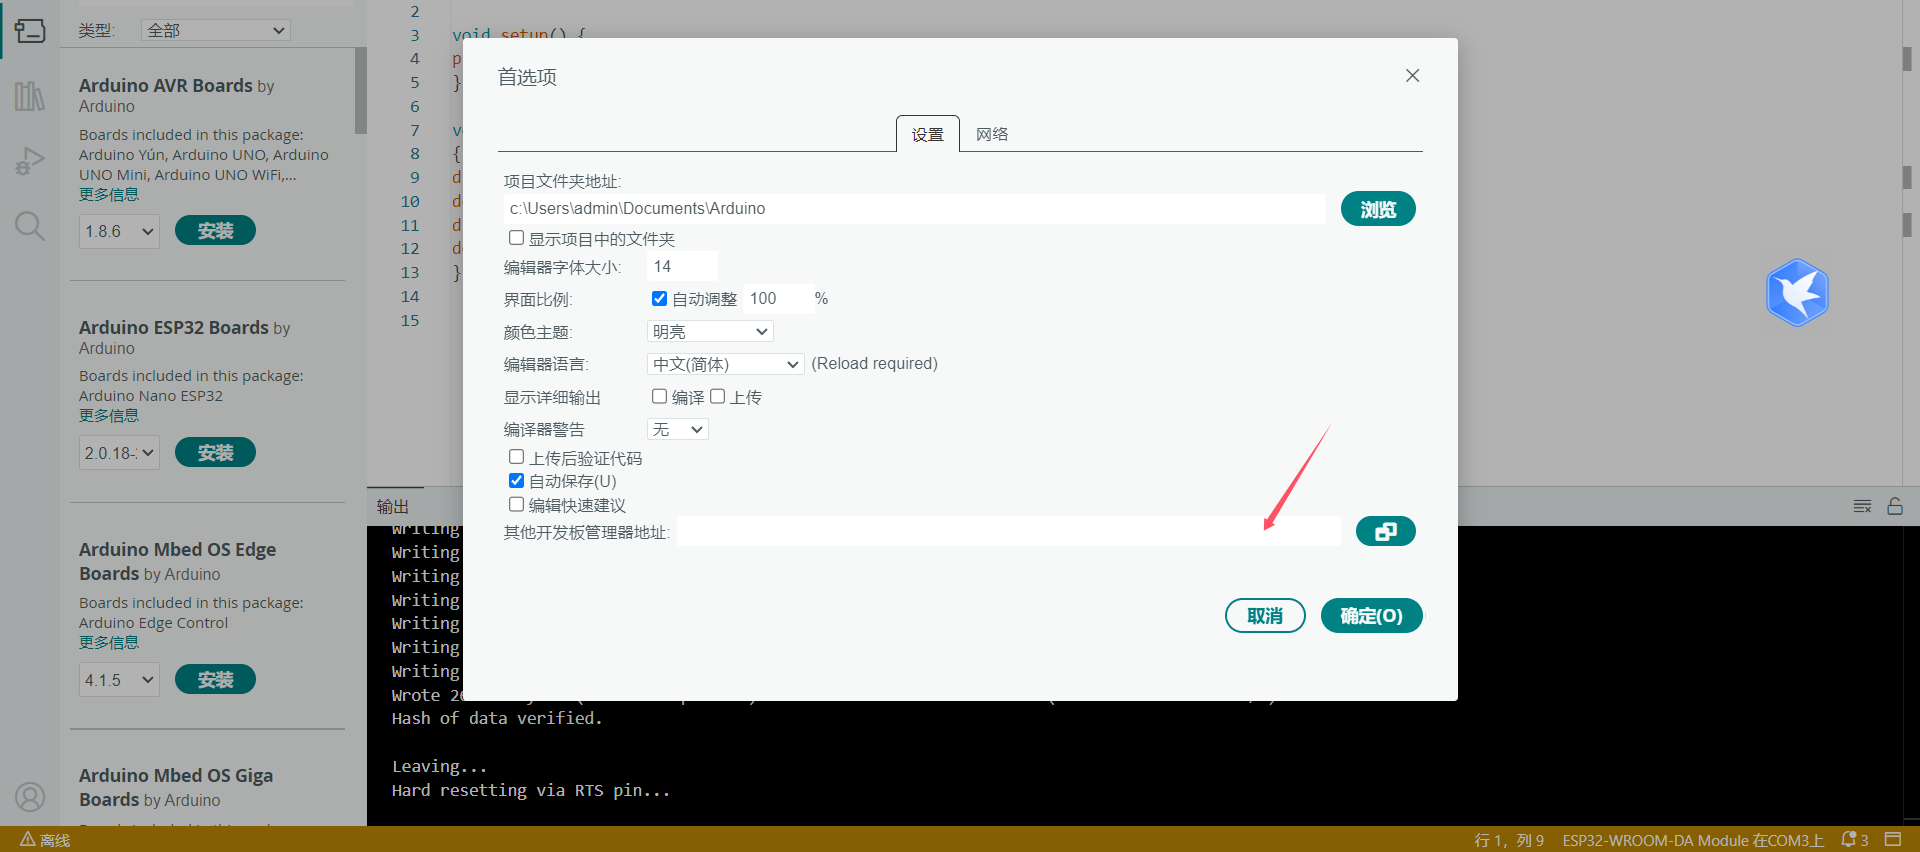 类型:
全部
Arduino AVR Boards by
Arduino
Boards included in this package:
Arduino Yún, Arduino UNO, Arduino
UNO Mini, Arduino UNO WiFi,...
更多信息
1.8.6
安装
Arduino ESP32 Boards by
Arduino
Boards included in this package:
Arduino Nano ESP32
更多信息
2.0.18-
安装
Arduino Mbed OS Edge
Boards by Arduino
Boards included in this package:
Arduino Edge Control
更多信息
4.1.5
安装
Arduino Mbed OS Giga
Boards by Arduino
2
3 void setup() {
4 p
5 }
6
7 v
8 {
9 d
10 d
11 d
12 d
13 }
14
15
首选项
设置 网络
项目文件夹地址:
c:\Users\admin\Documents\Arduino
浏览
显示项目中的文件夹
编辑器字体大小: 14
界面比例: 自动调整 100 %
颜色主题: 明亮
编辑器语言: 中文(简体) (Reload required)
显示详细输出 编译 上传
编译器警告 无
上传后验证代码
自动保存(U)
编辑快速建议
其他开发板管理器地址:
取消 确定(O)
输出
Writing
Writing
Writing
Writing
Writing
Writing
Writing
Wrote
Hash of data verified.
Leaving...
Hard resetting via RTS pin...
离线
行 1，列 9 ESP32-WROOM-DA Module 在COM3上 3